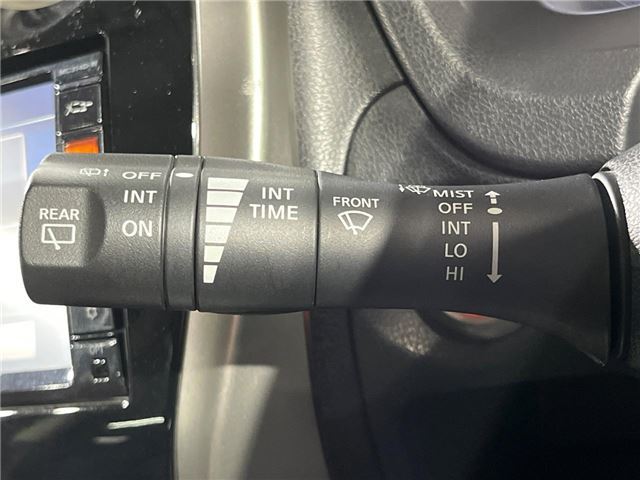 REAR
OFF
INT
ON
INT
TIME
FRONT
MIST
OFF
INT
LO
HI